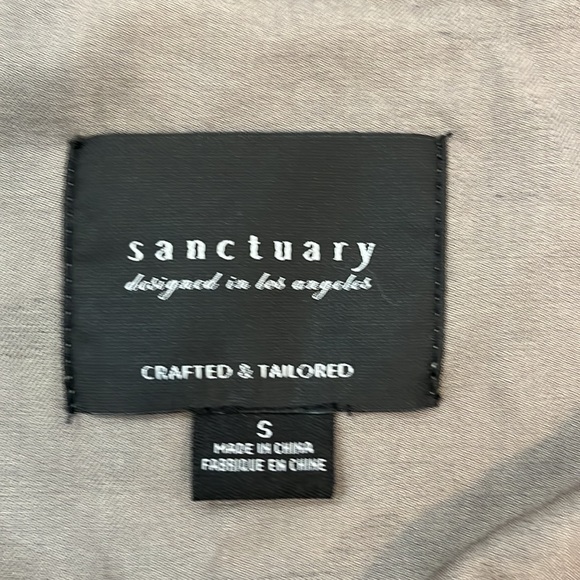 sanctuary
designed in los angeles
CRAFTED & TAILORED
S
MADE IN CHINA
FABRIQUE EN CHINE